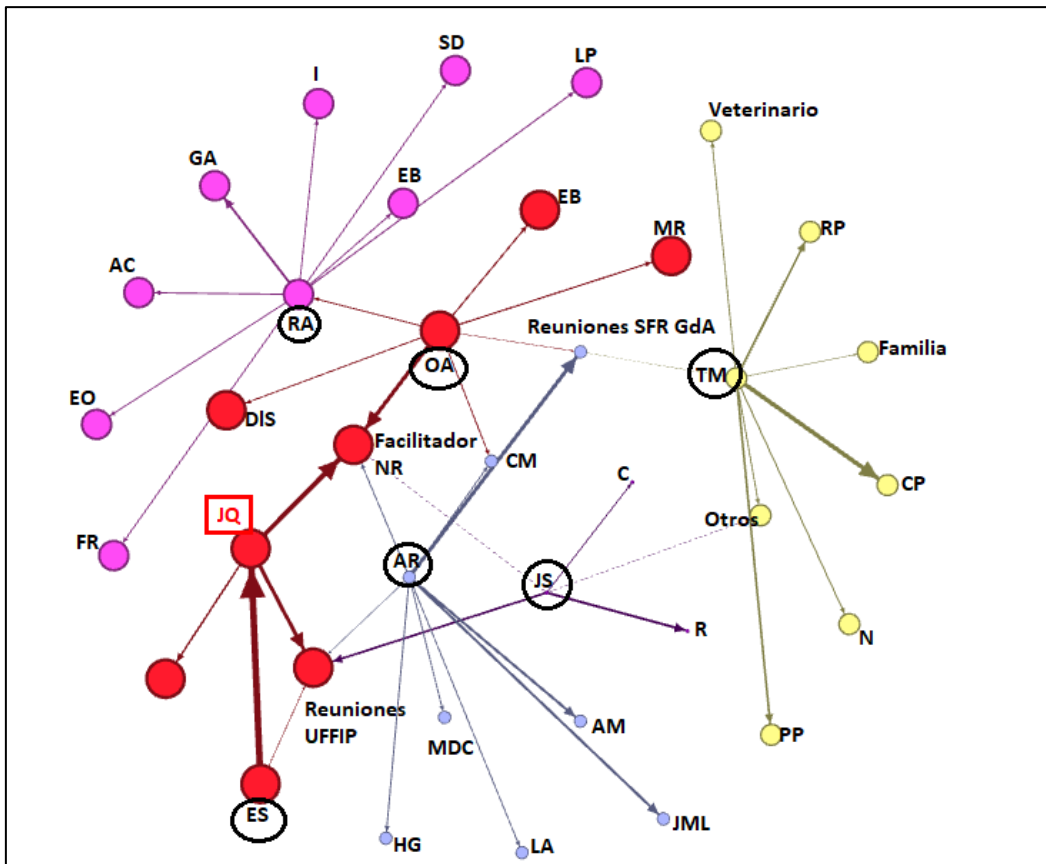 SD
LP
I
Veterinario
GA
EB
EB
RP
MR
AC
RA
Reuniones SFR GdA
Familia
OA
TM
EO
DIS
Facilitador
NR
CM
C
CP
JQ
Otros
FR
AR
JS
R
N
Reuniones
UFFIP
AM
MDC
PP
ES
JML
HG
LA